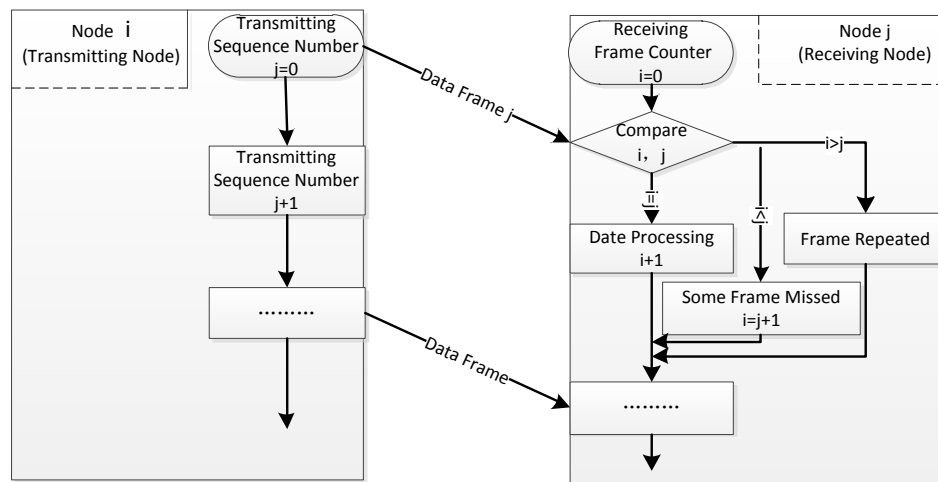 Node i
(Transmitting Node)
Transmitting
Sequence Number
j=0
Transmitting
Sequence Number
j+1
………
Data Frame j
Data Frame
Receiving
Frame Counter
i=0
Node j
(Receiving Node)
Compare
i， j
i=j
i<j
i>j
Date Processing
i+1
Some Frame Missed
i=j+1
Frame Repeated
………